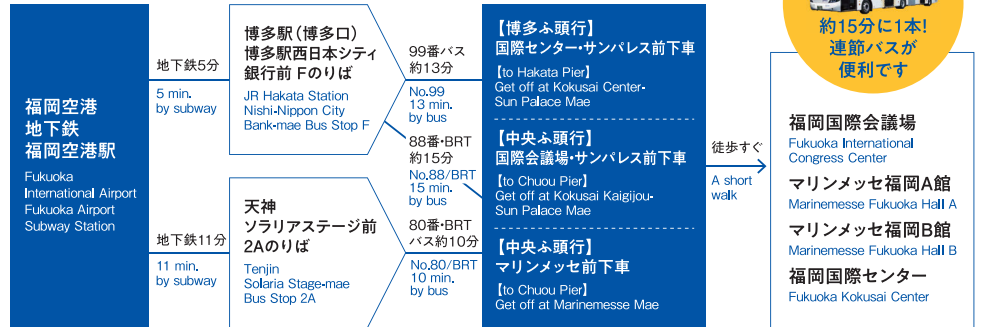 福岡空港
地下鉄
福岡空港駅
Fukuoka
International Airport
Fukuoka Airport
Subway Station
地下鉄5分
5 min.
by subway
地下鉄11分
11 min.
by subway
博多駅(博多口)
博多駅西日本シティ
銀行前 Fのりば
JR Hakata Station
Nishi-Nippon City
Bank-mae Bus Stop F
天神
ソラリアステージ前
2Aのりば
Tenjin
Solaria Stage-mae
Bus Stop 2A
99番バス
約13分
No.99
13 min.
by bus
88番・BRT
約15分
No.88/BRT
15 min.
by bus
80番・BRT
バス約10分
No.80/BRT
10 min.
by bus
【博多ふ頭行】
国際センター・サンパレス前下車
【to Hakata Pier】
Get off at Kokusai Center-
Sun Palace Mae
【中央ふ頭行】
国際会議場・サンパレス前下車
【to Chuou Pier】
Get off at Kokusai Kaigijou-
Sun Palace Mae
【中央ふ頭行】
マリンメッセ前下車
【to Chuou Pier】
Get off at Marinemesse Mae
徒歩すぐ
A short
walk
約15分に1本!
連節バスが
便利です
福岡国際会議場
Fukuoka International
Congress Center
マリンメッセ福岡A館
Marinemesse Fukuoka Hall A
マリンメッセ福岡B館
Marinemesse Fukuoka Hall B
福岡国際センター
Fukuoka Kokusai Center